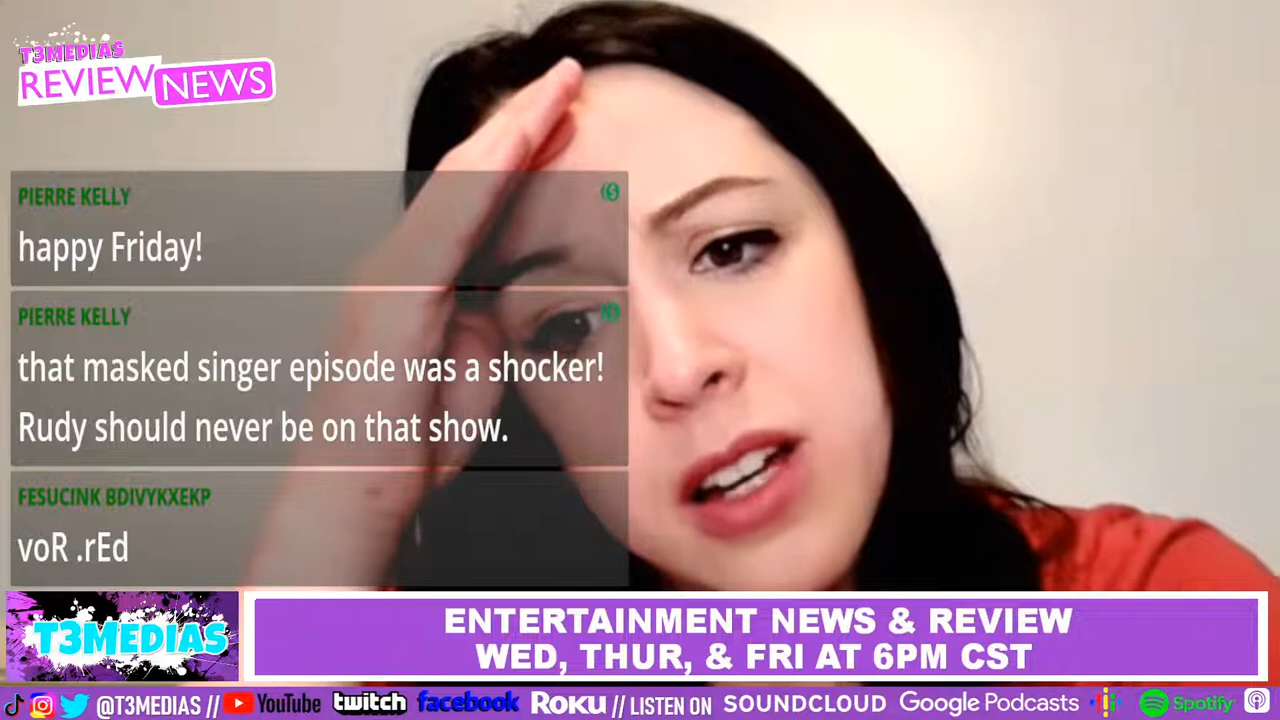 T3MEDIAS
REVIEW NEWS
PIERRE KELLY
happy Friday!
PIERRE KELLY
that masked singer episode was a shocker!
Rudy should never be on that show.
FESUCINK BDIVYKXEKP
voR .rEd
T3MEDIAS
ENTERTAINMENT NEWS & REVIEW
WED, THUR, & FRI AT 6PM CST
@T3MEDIAS // YouTube twitch facebook ROKU // LISTEN ON SOUNDCLOUD Google Podcasts Spotify